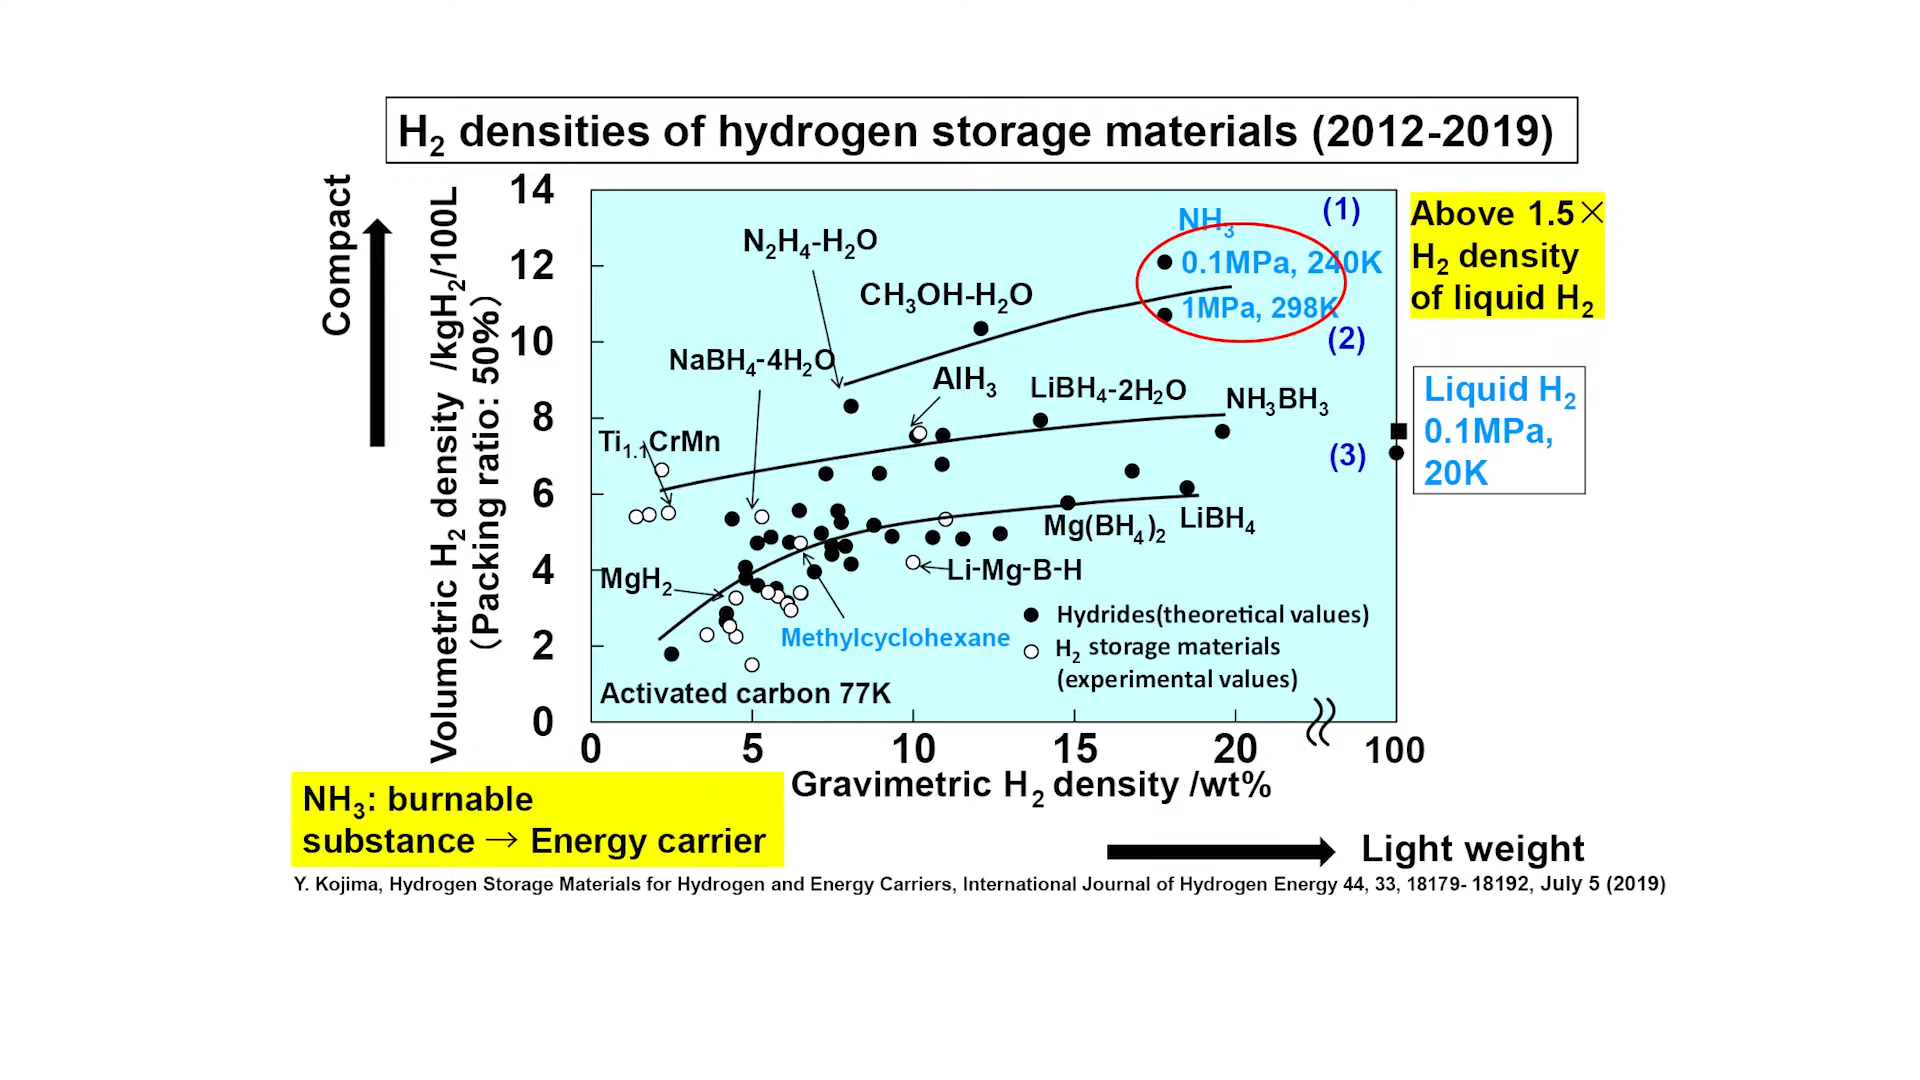 H₂ densities of hydrogen storage materials (2012-2019)
Compact
Volumetric H₂ density /kgH₂/100L
(Packing ratio: 50%)
14
12
10
8
6
4
2
0
0
5
10
15
20
100
Gravimetric H₂ density /wt%
Light weight
NH₃
(1)
0.1MPa, 240K
1MPa, 298K
(2)
(3)
N₂H₄-H₂O
CH₃OH-H₂O
NaBH₄-4H₂O
AlH₃
LiBH₄-2H₂O
NH₃BH₃
Ti₁.₁CrMn
Mg(BH₄)₂
LiBH₄
MgH₂
Li-Mg-B-H
Methylcyclohexane
Activated carbon 77K
Hydrides(theoretical values)
H₂ storage materials
(experimental values)
Above 1.5×
H₂ density
of liquid H₂
Liquid H₂
0.1MPa,
20K
NH₃: burnable
substance → Energy carrier
Y. Kojima, Hydrogen Storage Materials for Hydrogen and Energy Carriers, International Journal of Hydrogen Energy 44, 33, 18179- 18192, July 5 (2019)